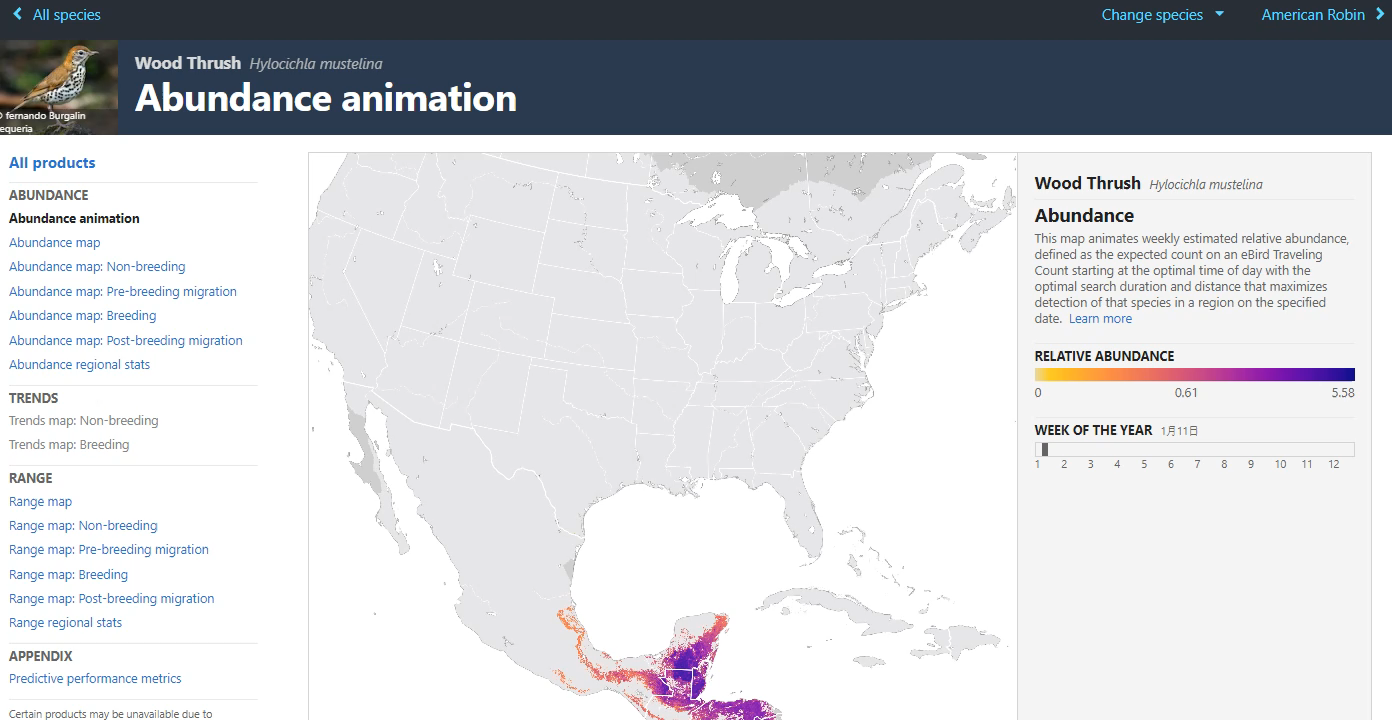 All species
Change species
American Robin
Wood Thrush Hylocichla mustelina
Abundance animation
fernando Burgalin
equeria
All products
ABUNDANCE
Abundance animation
Abundance map
Abundance map: Non-breeding
Abundance map: Pre-breeding migration
Abundance map: Breeding
Abundance map: Post-breeding migration
Abundance regional stats
TRENDS
Trends map: Non-breeding
Trends map: Breeding
RANGE
Range map
Range map: Non-breeding
Range map: Pre-breeding migration
Range map: Breeding
Range map: Post-breeding migration
Range regional stats
APPENDIX
Predictive performance metrics
Certain products may be unavailable due to
Wood Thrush Hylocichla mustelina
Abundance
This map animates weekly estimated relative abundance,
defined as the expected count on an eBird Traveling
Count starting at the optimal time of day with the
optimal search duration and distance that maximizes
detection of that species in a region on the specified
date. Learn more
RELATIVE ABUNDANCE
0 0.61 5.58
WEEK OF THE YEAR 1月11日
1 2 3 4 5 6 7 8 9 10 11 12